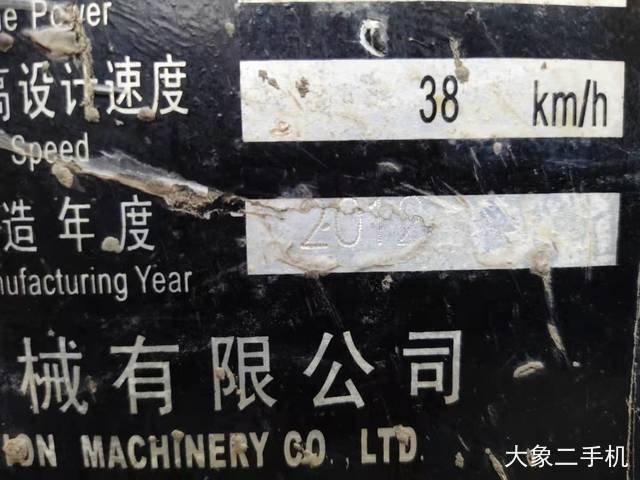 Power
高设计速度 38 km/h
Speed
造年度
nufacturing Year
械有限公司
ION MACHINERY CO., LTD.
大象二手机